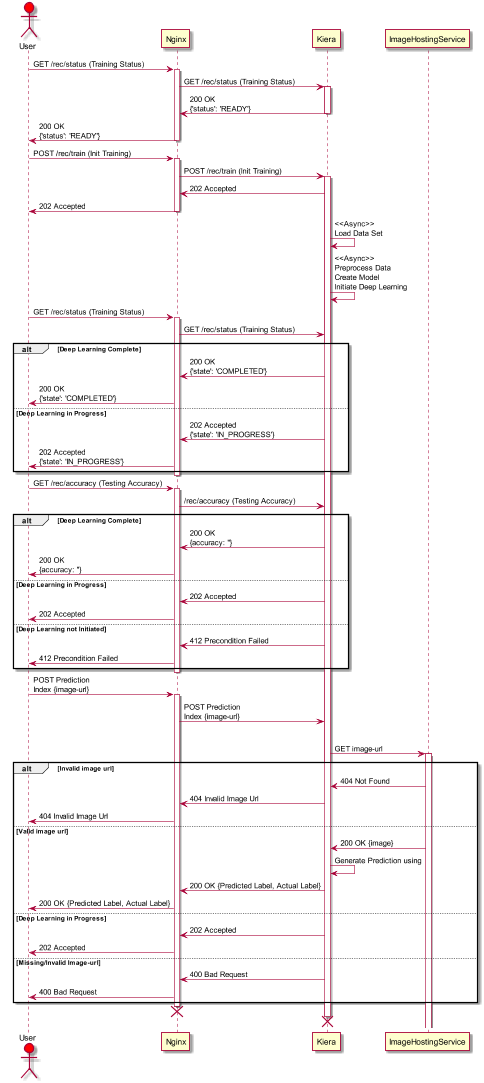 User
Nginx
Kiera
ImageHostingService
GET /rec/status (Training Status)
GET /rec/status (Training Status)
200 OK
{'status': 'READY'}
200 OK
{'status': 'READY'}
POST /rec/train (Init Training)
POST /rec/train (Init Training)
202 Accepted
202 Accepted
<<Async>>
Load Data Set
<<Async>>
Preprocess Data
Create Model
Initiate Deep Learning
GET /rec/status (Training Status)
GET /rec/status (Training Status)
alt [Deep Learning Complete]
200 OK
{'state': 'COMPLETED'}
200 OK
{'state': 'COMPLETED'}
[Deep Learning in Progress]
202 Accepted
{'state': 'IN_PROGRESS'}
202 Accepted
{'state': 'IN_PROGRESS'}
GET /rec/accuracy (Testing Accuracy)
/rec/accuracy (Testing Accuracy)
alt [Deep Learning Complete]
200 OK
{accuracy: ''}
200 OK
{accuracy: ''}
[Deep Learning in Progress]
202 Accepted
202 Accepted
[Deep Learning not Initiated]
412 Precondition Failed
412 Precondition Failed
POST Prediction
Index {image-url}
POST Prediction
Index {image-url}
GET image-url
alt [Invalid image url]
404 Not Found
404 Invalid Image Url
404 Invalid Image Url
[Valid image url]
200 OK {image}
Generate Prediction using
200 OK {Predicted Label, Actual Label}
200 OK {Predicted Label, Actual Label}
[Deep Learning in Progress]
202 Accepted
202 Accepted
[Missing/Invalid Image-url]
400 Bad Request
400 Bad Request
User
Nginx
Kiera
ImageHostingService